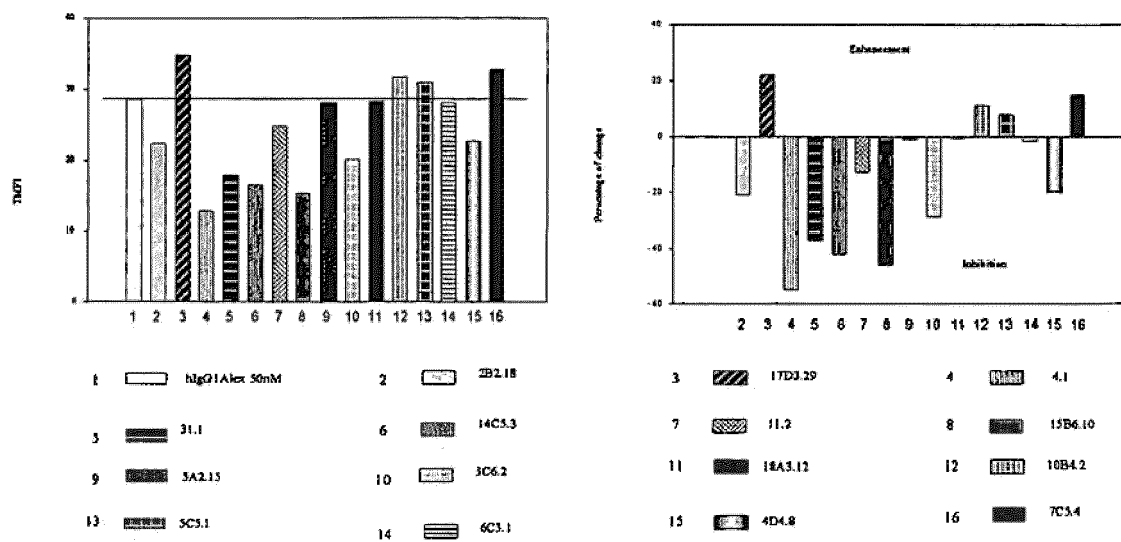 40
30
20
10
0
TMFI
1 2 3 4 5 6 7 8 9 10 11 12 13 14 15 16
40
20
0
-20
-40
-60
Percentage of change
Enhancement
Inhibition
2 3 4 5 6 7 8 9 10 11 12 13 14 15 16
1 hIgG1Alex 50nM
2 2B2.18
3 17D3.29
4 4.1
5 31.1
6 14C5.3
7 11.2
8 15B6.10
9 5A2.15
10 3C6.2
11 18A3.12
12 10B4.2
13 5C5.1
14 6C3.1
15 4D4.8
16 7C5.4